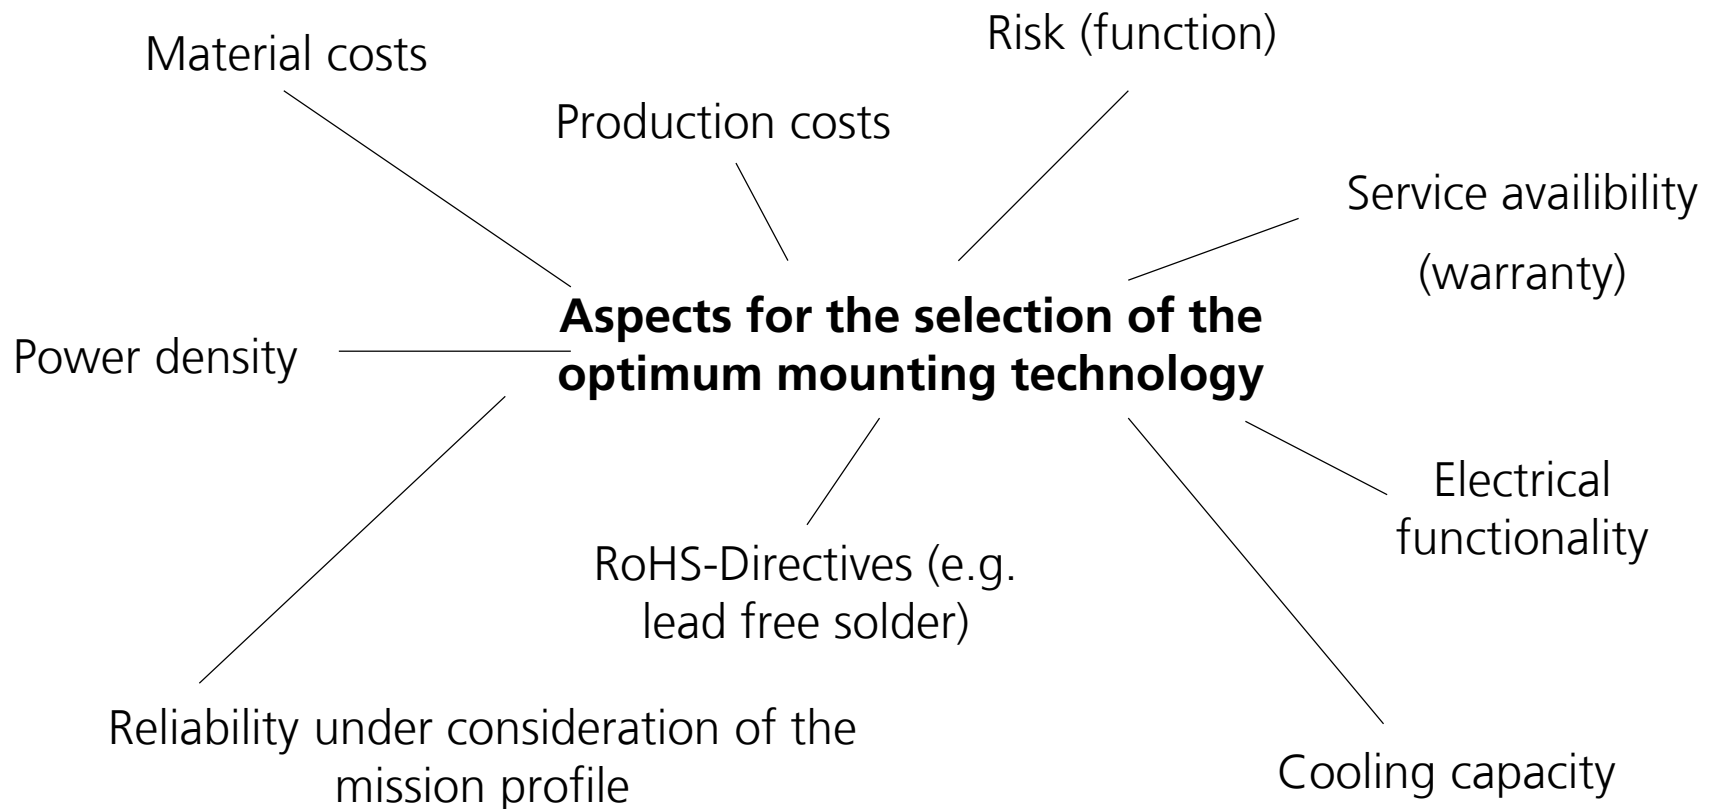 Material costs
Risk (function)
Production costs
Service availibility
(warranty)
Aspects for the selection of the
optimum mounting technology
Power density
Electrical
functionality
RoHS-Directives (e.g.
lead free solder)
Reliability under consideration of the
mission profile
Cooling capacity